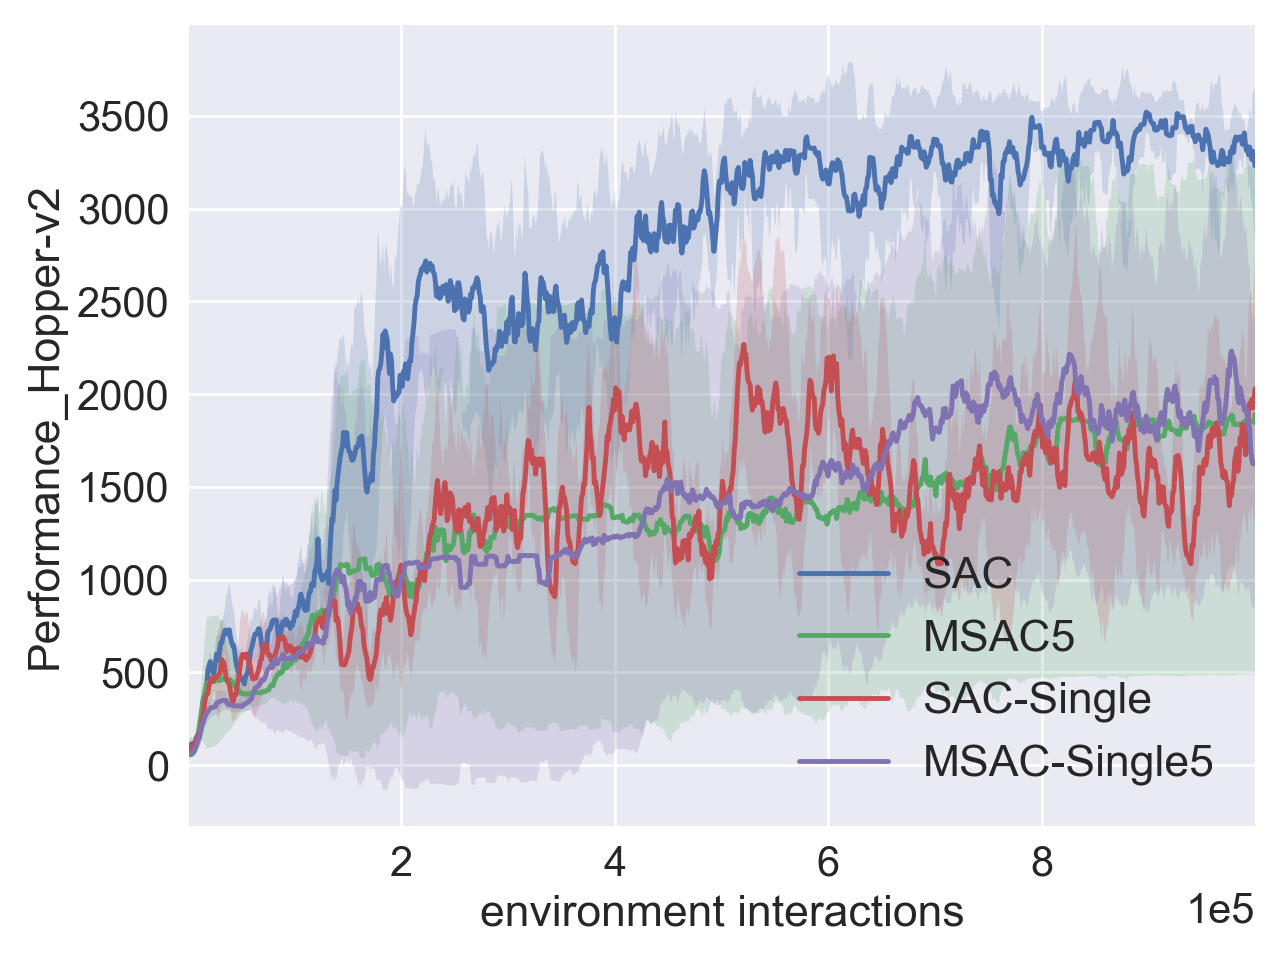 Performance_Hopper-v2
3500
3000
2500
2000
1500
1000
500
0
SAC
MSAC5
SAC-Single
MSAC-Single5
2 4 6 8
1e5
environment interactions